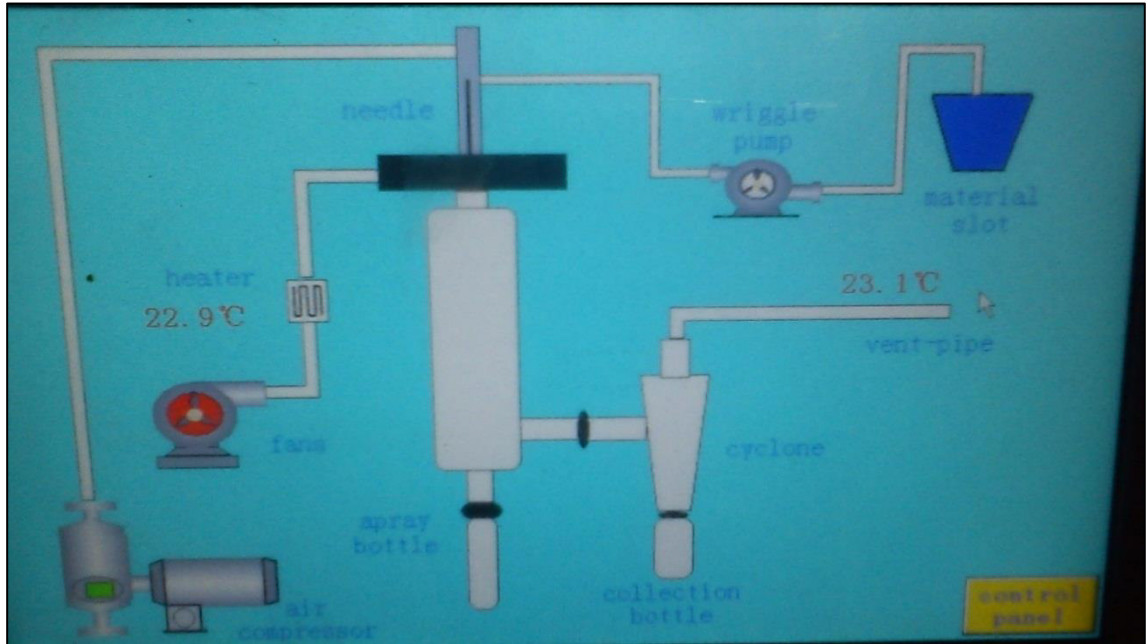 needle
wriggle
pump
material
slot
heater
22.9℃
23.1℃
vent-pipe
fans
cyclone
apray
bottle
collection
bottle
air
compressor
control
panel